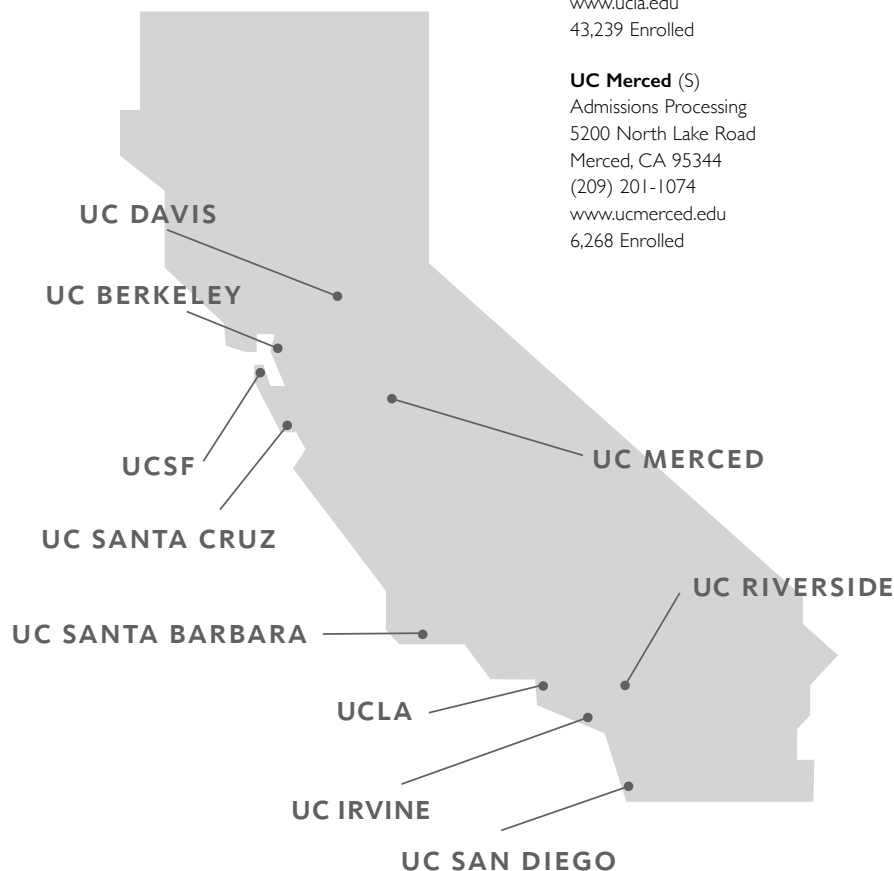 www.ucla.edu
43,239 Enrolled
UC Merced (S)
Admissions Processing
5200 North Lake Road
Merced, CA 95344
(209) 201-1074
www.ucmerced.edu
6,268 Enrolled
UC DAVIS
UC BERKELEY
UCSF
UC MERCED
UC SANTA CRUZ
UC RIVERSIDE
UC SANTA BARBARA
UCLA
UC IRVINE
UC SAN DIEGO